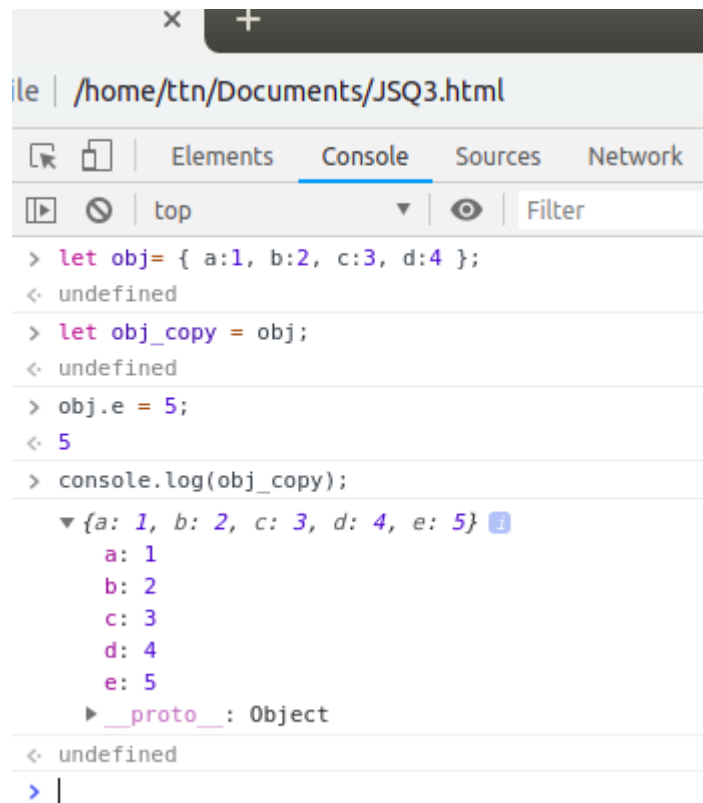 ile /home/ttn/Documents/JSQ3.html
Elements Console Sources Network
top Filter
> let obj= { a:1, b:2, c:3, d:4 };
undefined
> let obj_copy = obj;
undefined
> obj.e = 5;
5
> console.log(obj_copy);
{a: 1, b: 2, c: 3, d: 4, e: 5} i
a: 1
b: 2
c: 3
d: 4
e: 5
__proto__: Object
undefined
>